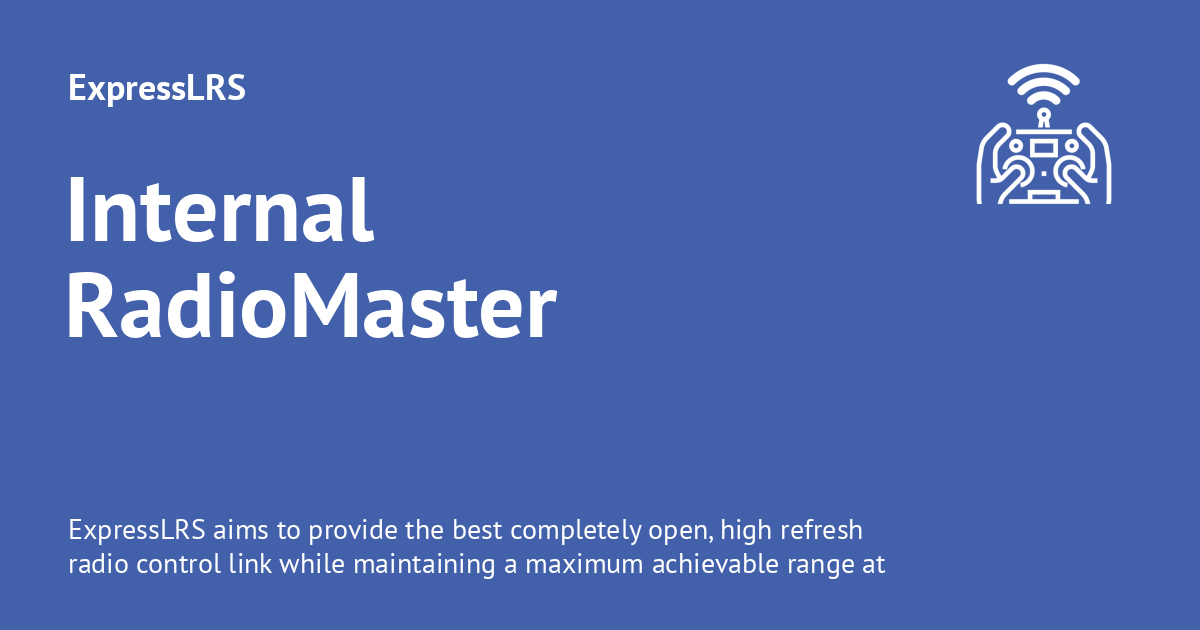 ExpressLRS
Internal
RadioMaster
ExpressLRS aims to provide the best completely open, high refresh
radio control link while maintaining a maximum achievable range at